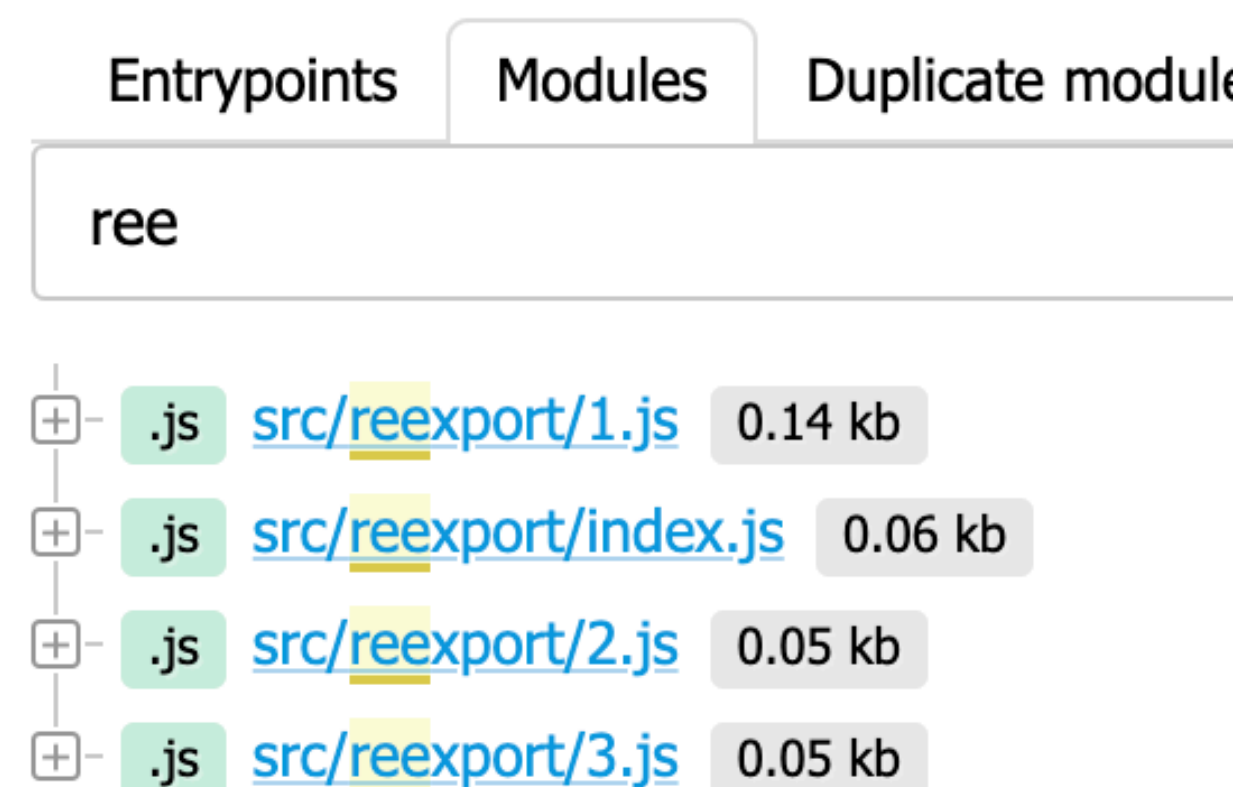 Entrypoints Modules Duplicate module
ree
.js src/reexport/1.js 0.14 kb
.js src/reexport/index.js 0.06 kb
.js src/reexport/2.js 0.05 kb
.js src/reexport/3.js 0.05 kb